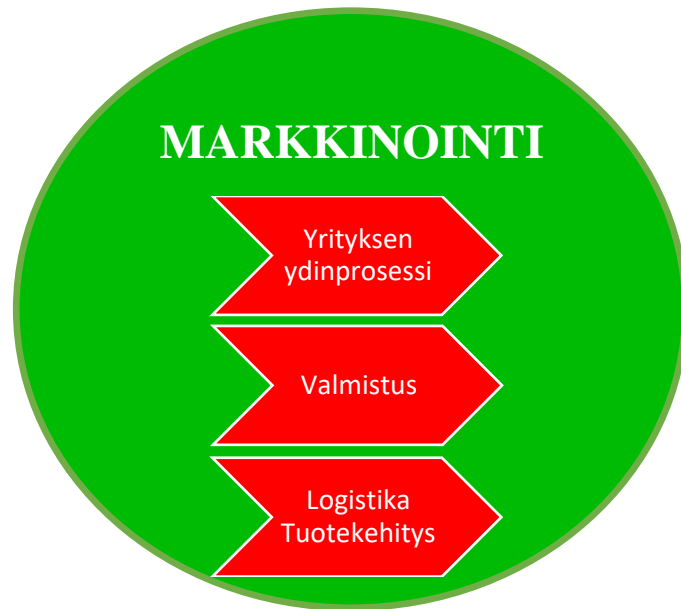 MARKKINOINTI
Yrityksen
ydinprosessi
Valmistus
Logistika
Tuotekehitys